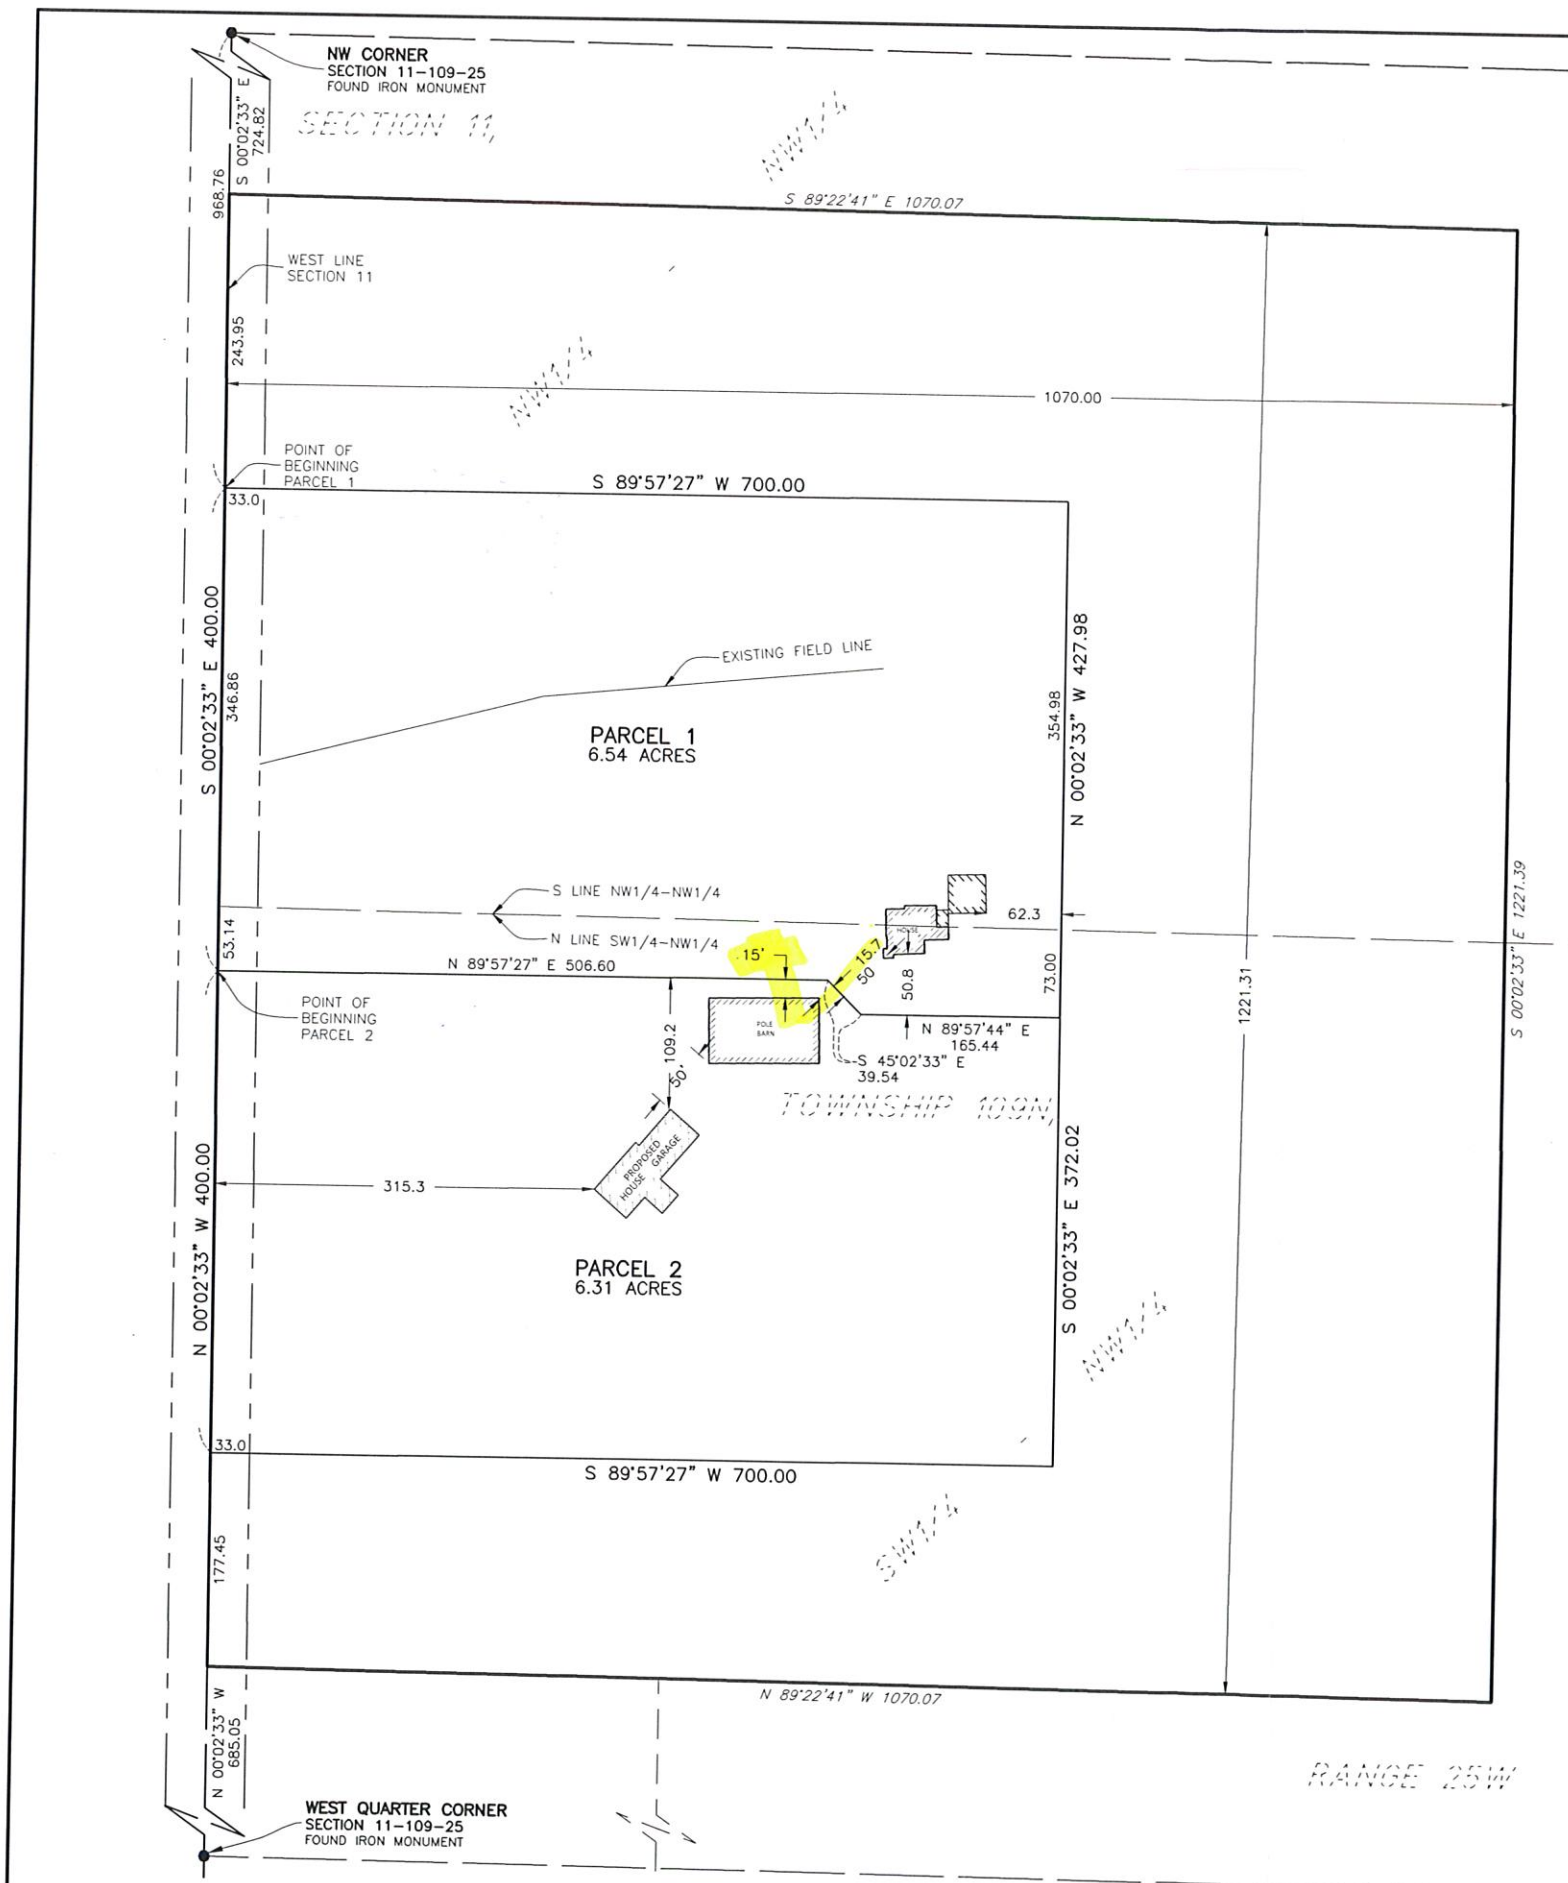 NW CORNER
SECTION 11-109-25
FOUND IRON MONUMENT
S 00°02'33" E
724.82
SECTION 11,
NW1/4
968.76
S 89°22'41" E 1070.07
WEST LINE
SECTION 11
243.95
NW1/4
1070.00
POINT OF
BEGINNING
PARCEL 1
33.0
S 89°57'27" W 700.00
S 00°02'33" E 400.00
346.86
EXISTING FIELD LINE
N 00°02'33" W 427.98
354.98
PARCEL 1
6.54 ACRES
S LINE NW1/4-NW1/4
N LINE SW1/4-NW1/4
53.14
N 89°57'27" E 506.60
15'
15.7
50
HOUSE
50.8
62.3
73.00
1221.31
S 00°02'33" E 1221.39
POINT OF
BEGINNING
PARCEL 2
109.2
50'
POLE
BARN
N 89°57'44" E
165.44
S 45°02'33" E
39.54
TOWNSHIP 109N,
PROPOSED
HOUSE GARAGE
N 00°02'33" W 400.00
315.3
S 00°02'33" E 372.02
PARCEL 2
6.31 ACRES
NW1/4
33.0
S 89°57'27" W 700.00
SW1/4
177.45
N 89°22'41" W 1070.07
N 00°02'33" W
685.05
RANGE 25W
WEST QUARTER CORNER
SECTION 11-109-25
FOUND IRON MONUMENT